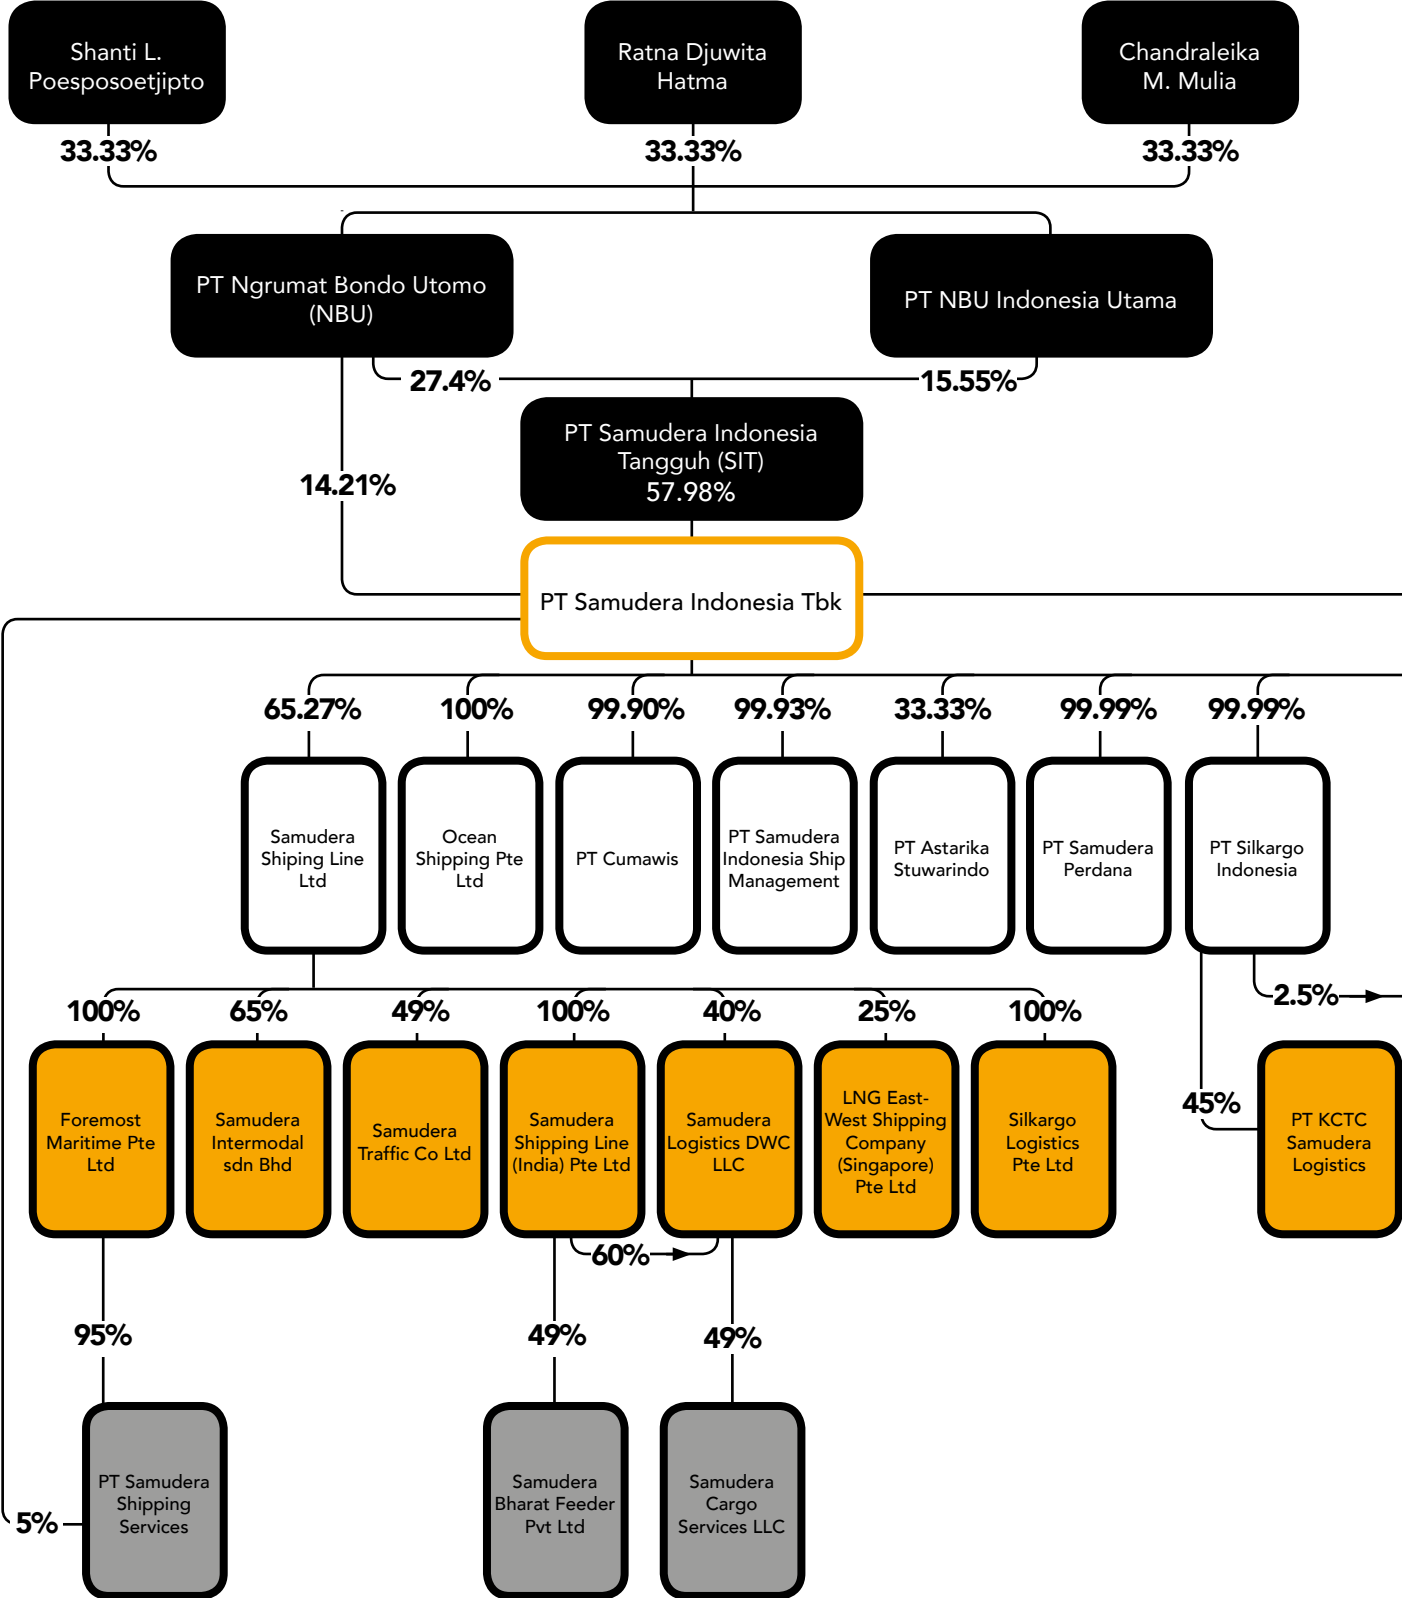 Shanti L.
Poesposoetjipto
Ratna Djuwita
Hatma
Chandraleika
M. Mulia
33.33%
33.33%
33.33%
PT Ngrumat Bondo Utomo
(NBU)
PT NBU Indonesia Utama
27.4%
15.55%
PT Samudera Indonesia
Tangguh (SIT)
57.98%
14.21%
PT Samudera Indonesia Tbk
65.27%
100%
99.90%
99.93%
33.33%
99.99%
99.99%
Samudera
Shiping Line
Ltd
Ocean
Shipping Pte
Ltd
PT Cumawis
PT Samudera
Indonesia Ship
Management
PT Astarika
Stuwarindo
PT Samudera
Perdana
PT Silkargo
Indonesia
2.5%
100%
65%
49%
100%
40%
25%
100%
45%
Foremost
Maritime Pte
Ltd
Samudera
Intermodal
sdn Bhd
Samudera
Traffic Co Ltd
Samudera
Shipping Line
(India) Pte Ltd
Samudera
Logistics DWC
LLC
LNG East-
West Shipping
Company
(Singapore)
Pte Ltd
Silkargo
Logistics
Pte Ltd
PT KCTC
Samudera
Logistics
60%
95%
49%
49%
PT Samudera
Shipping
Services
Samudera
Bharat Feeder
Pvt Ltd
Samudera
Cargo
Services LLC
5%